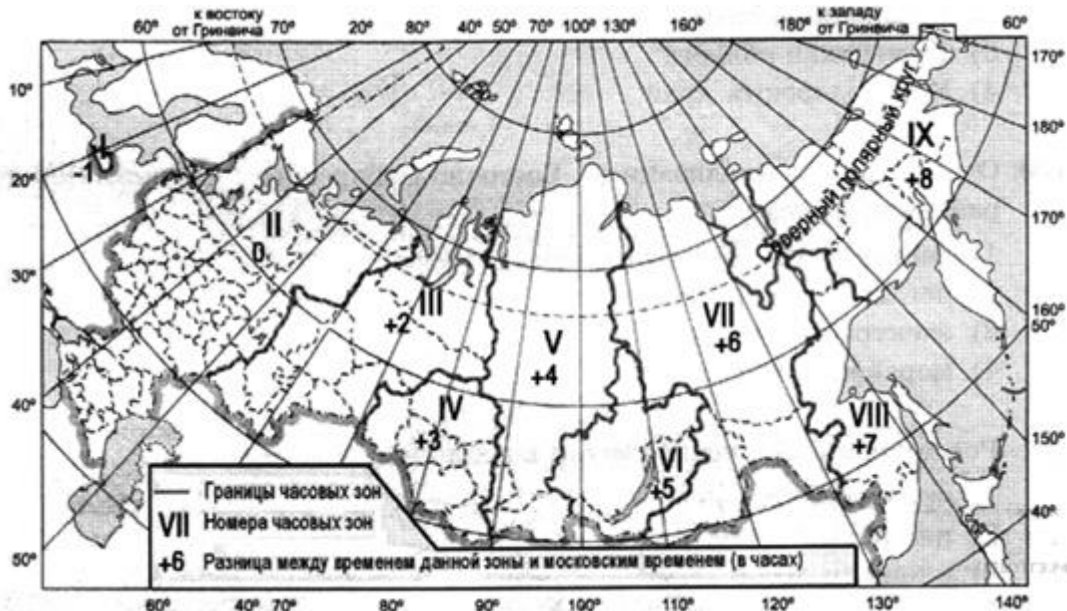 к востоку
от Гринвича
60° 70° 20° 80° 40° 50° 70° 100° 130° 160° 180°
к западу
от Гринвича
60°
170°
10°
180°
20°
170°
30°
160°
50°
40°
150°
50°
40°
Северный полярный круг
I
II
0
III
+2
IV
+3
V
+4
VI
+5
VII
+6
VIII
+7
IX
+8
Границы часовых зон
VII Номера часовых зон
+6 Разница между временем данной зоны и московским временем (в часах)
60° 40° 80° 90° 100° 110° 120° 130° 140°